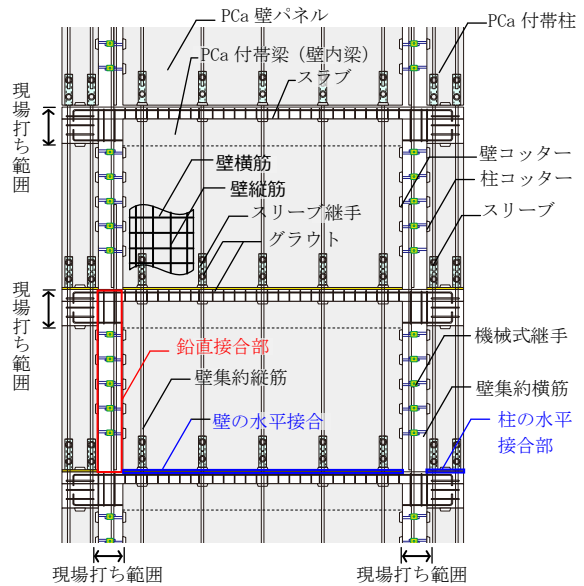 PCa 壁パネル
PCa 付帯柱
PCa 付帯梁（壁内梁）
スラブ
現場打ち範囲
壁コッター
柱コッター
スリーブ
壁横筋
壁縦筋
スリーブ継手
グラウト
現場打ち範囲
鉛直接合部
機械式継手
壁集約縦筋
壁集約横筋
壁の水平接合
柱の水平
接合部
現場打ち範囲
現場打ち範囲